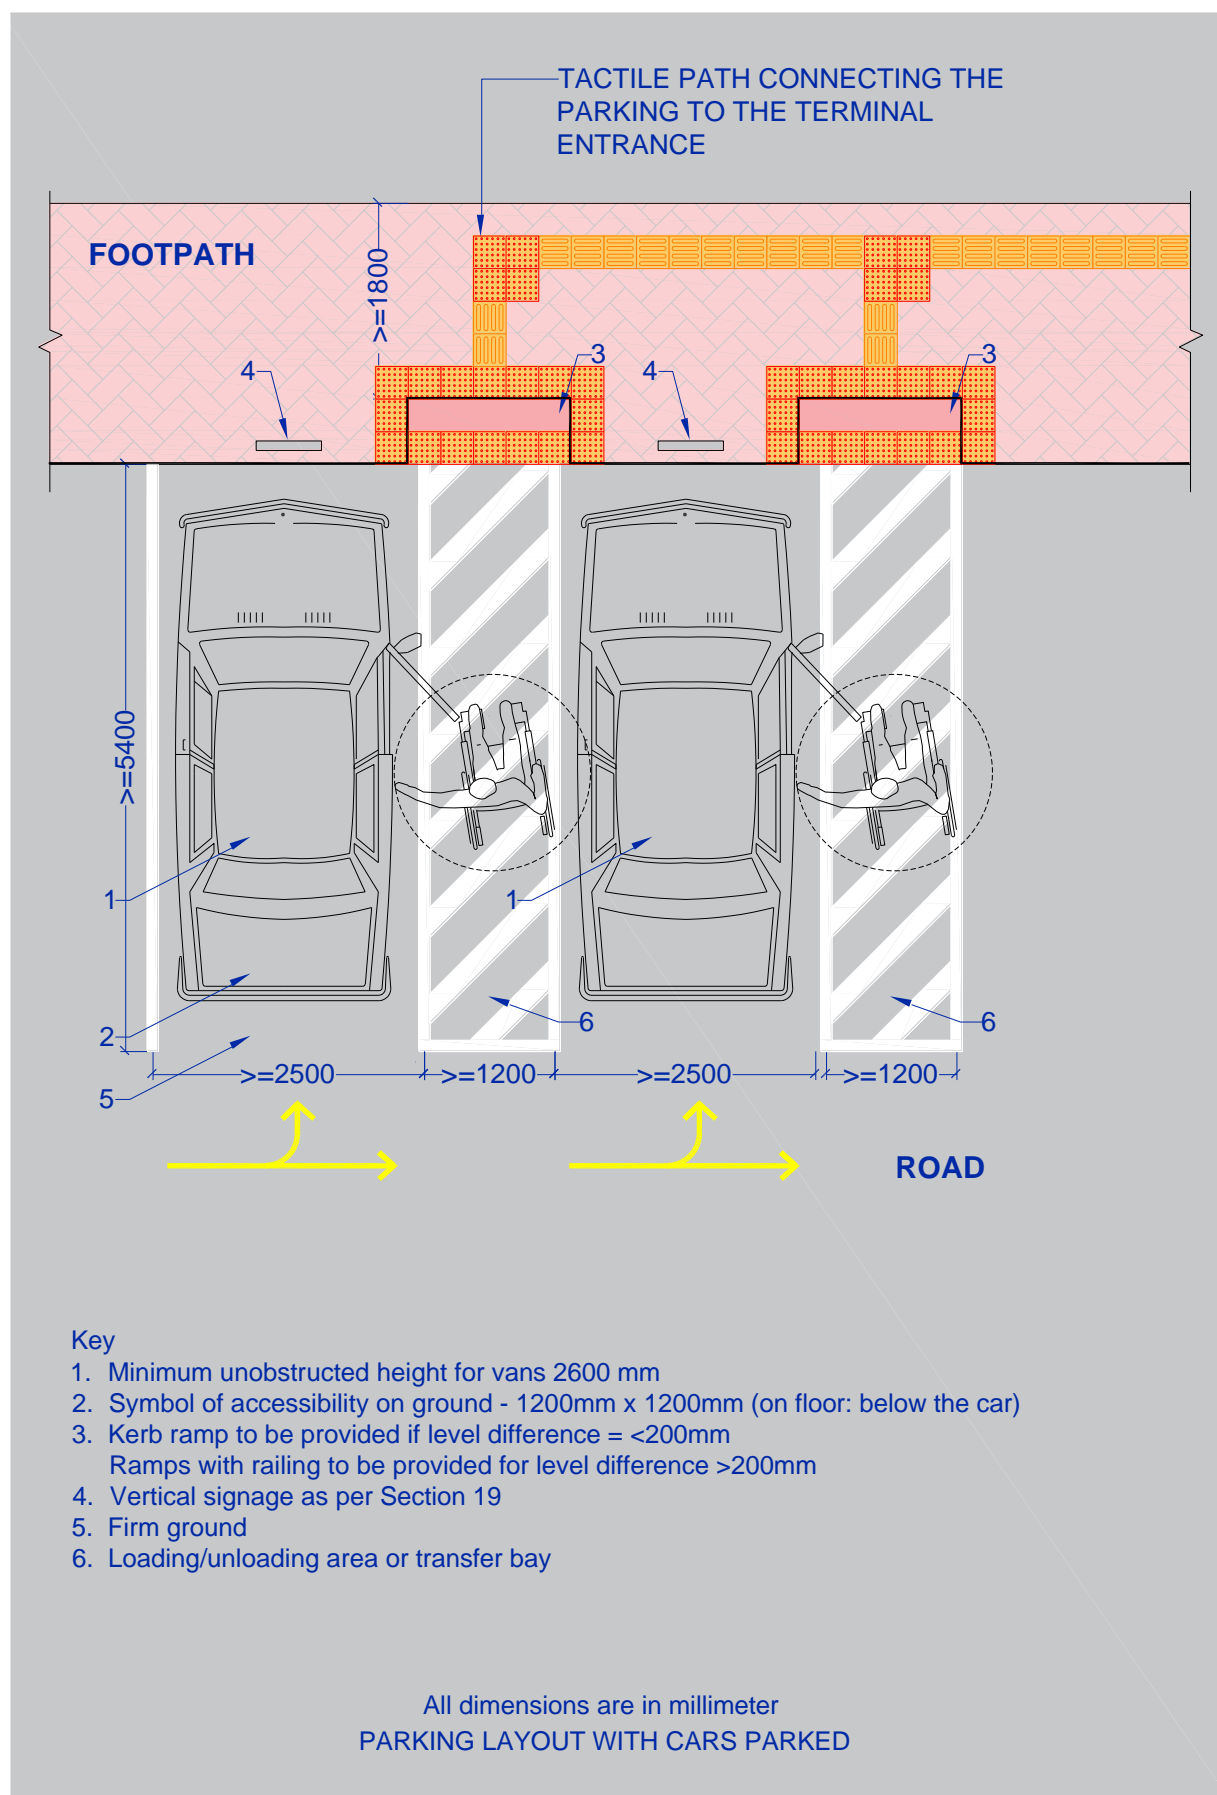 TACTILE PATH CONNECTING THE
PARKING TO THE TERMINAL
ENTRANCE
FOOTPATH
>=1800
3
3
4
4
>=5400
1
1
6
6
2
5
>=2500
>=1200
>=2500
>=1200
ROAD
Key
1. Minimum unobstructed height for vans 2600 mm
2. Symbol of accessibility on ground - 1200mm x 1200mm (on floor: below the car)
3. Kerb ramp to be provided if level difference = <200mm
Ramps with railing to be provided for level difference >200mm
4. Vertical signage as per Section 19
5. Firm ground
6. Loading/unloading area or transfer bay
All dimensions are in millimeter
PARKING LAYOUT WITH CARS PARKED